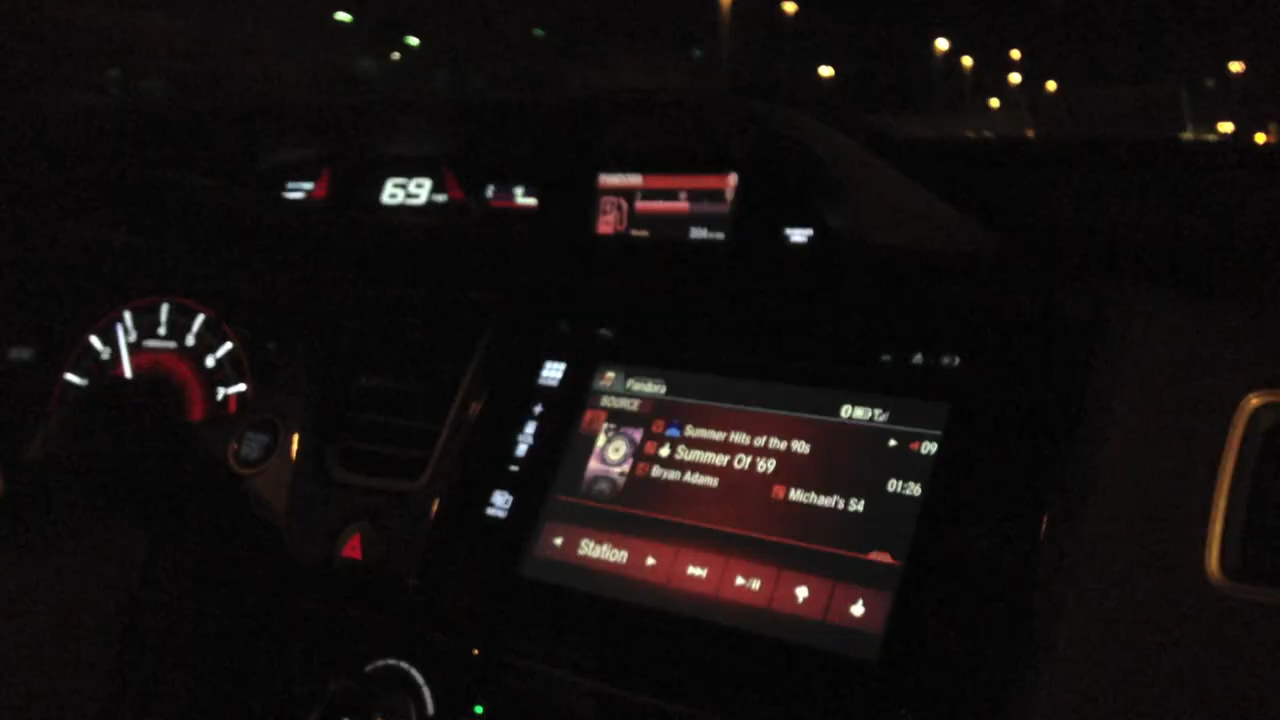 69
Pandora
SOURCE
Summer Hits of the 90s
09
Summer Of '69
Bryan Adams
01:26
Michael's S4
Station